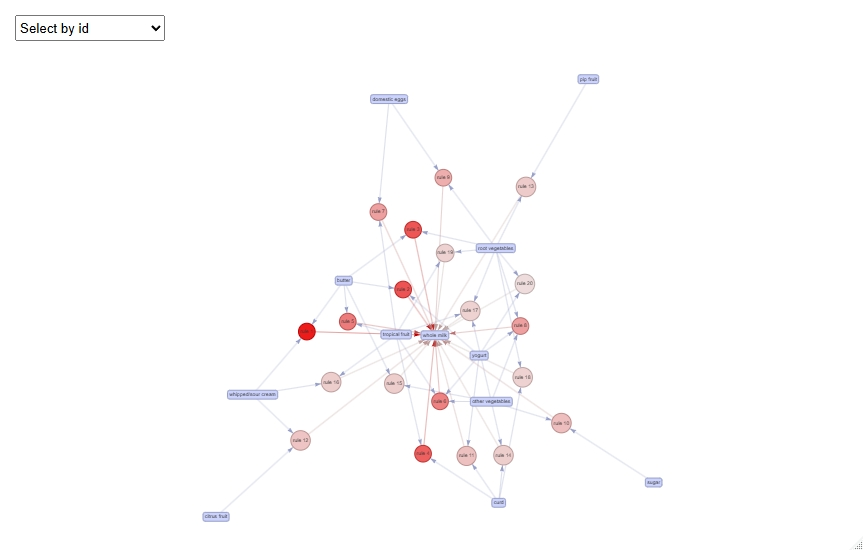 Select by id
pip fruit
domestic eggs
rule 9
rule 13
rule 7
rule 3
root vegetables
rule 19
butter
rule 20
rule 2
rule 17
rule 5
rule 8
tropical fruit
whole milk
yogurt
rule 18
rule 16
rule 15
whipped/sour cream
rule 6
other vegetables
rule 10
rule 12
rule 4
rule 11
rule 14
sugar
curd
citrus fruit